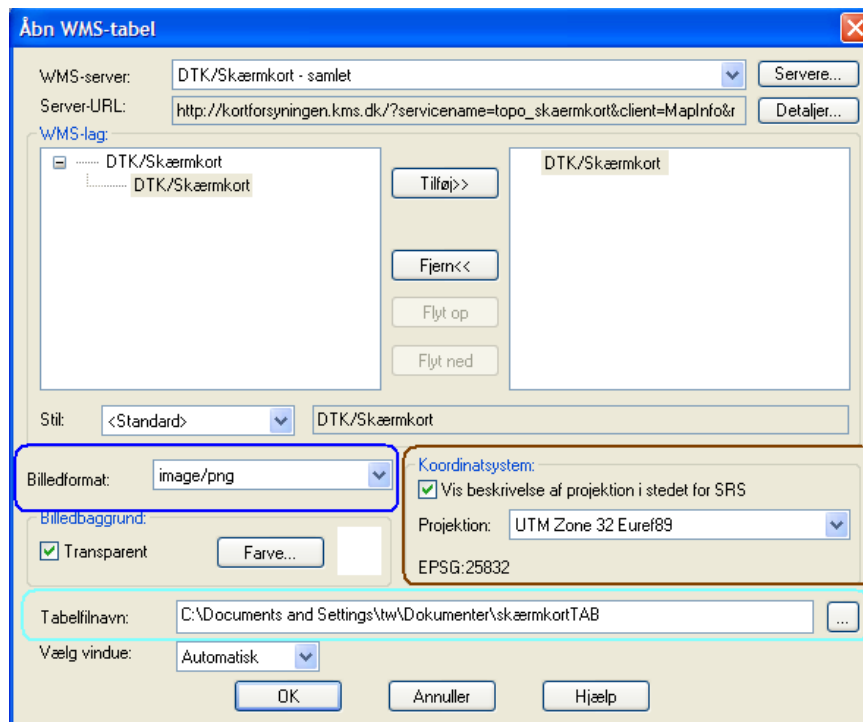 Åbn WMS-tabel
WMS-server: DTK/Skærmkort - samlet Servere...
Server-URL: http://kortforsyningen.kms.dk/?servicename=topo_skaermkort&client=MapInfo&r Detaljer...
WMS-lag:
DTK/Skærmkort
DTK/Skærmkort
Tilføj>>
Fjern<<
Flyt op
Flyt ned
DTK/Skærmkort
Stil: <Standard> DTK/Skærmkort
Billedformat: image/png
Billedbaggrund:
Transparent Farve...
Koordinatsystem:
Vis beskrivelse af projektion i stedet for SRS
Projektion: UTM Zone 32 Euref89
EPSG:25832
Tabelfilnavn: C:\Documents and Settings\tw\Dokumenter\skærmkortTAB ...
Vælg vindue: Automatisk
OK Annuller Hjælp